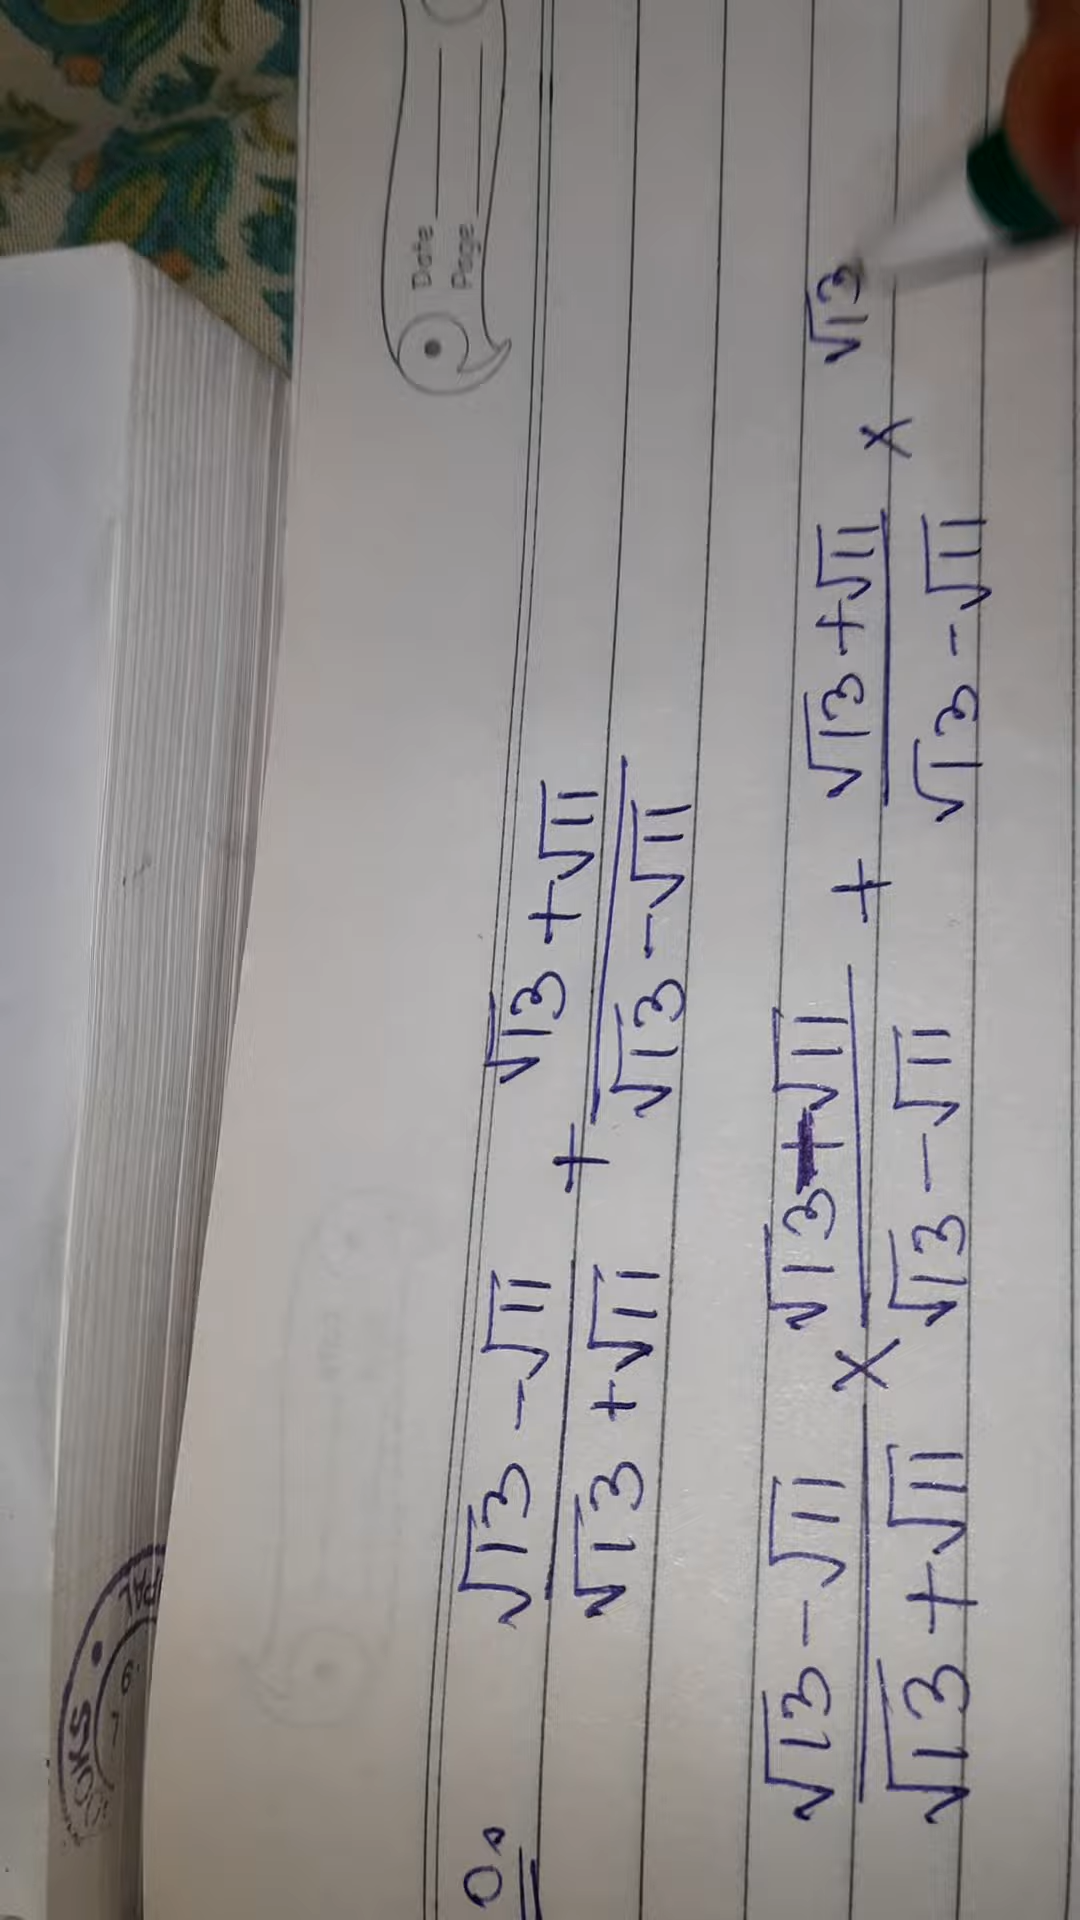 Date
Page
Q.
√13 - √11 / √13 + √11 + √13 + √11 / √13 - √11
√13 - √11 / √13 + √11 × √13 + √11 / √13 - √11 + √13 + √11 / √13 - √11 × √13